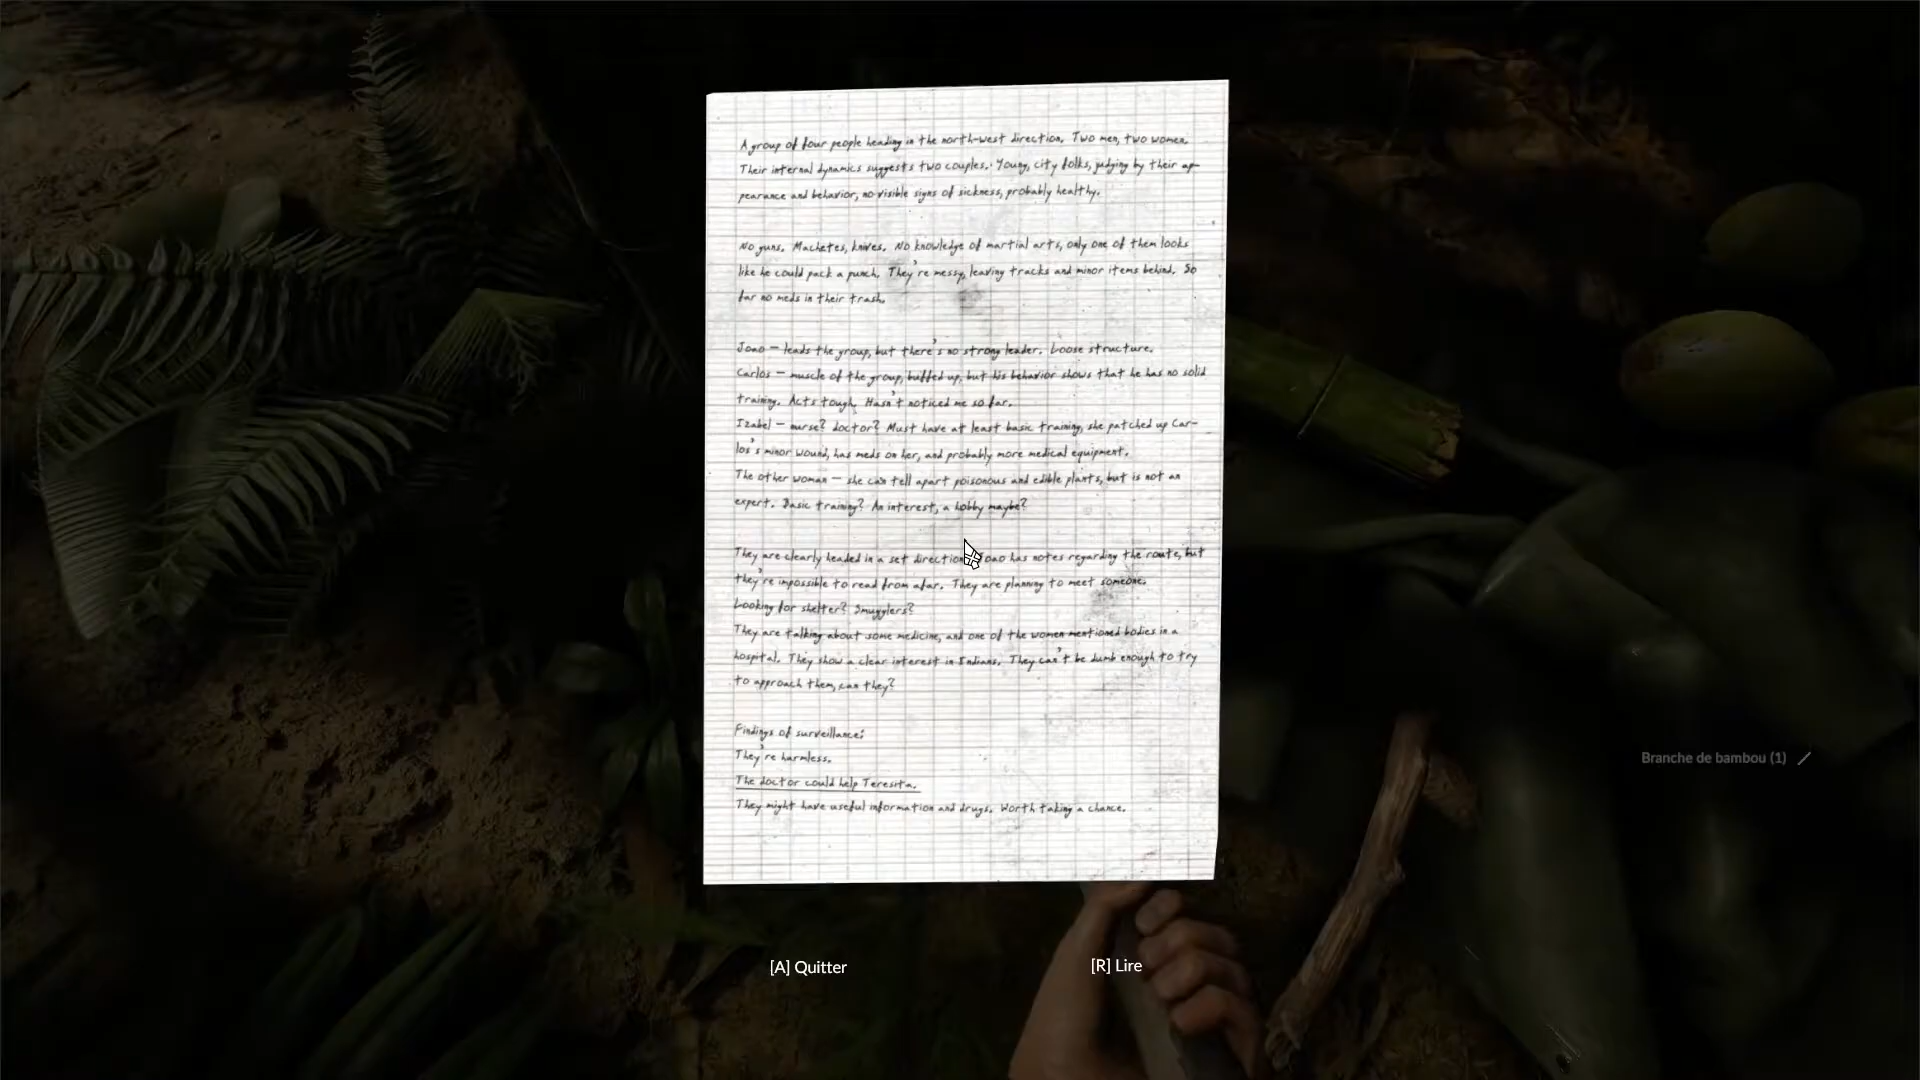 A group of four people heading in the north-west direction. Two men, two women.
Their internal dynamics suggests two couples. Young, city folks, judging by their ap-
pearance and behavior, no visible signs of sickness, probably healthy.
No guns. Machetes, knives. No knowledge of martial arts, only one of them looks
like he could pack a punch. They're messy, leaving tracks and minor items behind. So
far no meds in their trash.
Joao — leads the group, but there's no strong leader. Loose structure.
Carlos — muscle of the group, buffed up, but his behavior shows that he has no solid
training. Acts tough. Hasn't noticed me so far.
Izabel — nurse? doctor? Must have at least basic training, she patched up Car-
los's minor wound, has meds on her, and probably more medical equipment.
The other woman — she can tell apart poisonous and edible plants, but is not an
expert. Basic training? An interest, a hobby maybe?
They are clearly headed in a set direction. Joao has notes regarding the route, but
they're impossible to read from afar. They are planning to meet someone.
Looking for shelter? Smugglers?
They are talking about some medicine, and one of the women mentioned bodies in a
hospital. They show a clear interest in Indians. They can't be dumb enough to try
to approach them, can they?
Findings of surveillance:
They're harmless.
The doctor could help Teresita.
They might have useful information and drugs. Worth taking a chance.
Branche de bambou (1)
[A] Quitter
[R] Lire